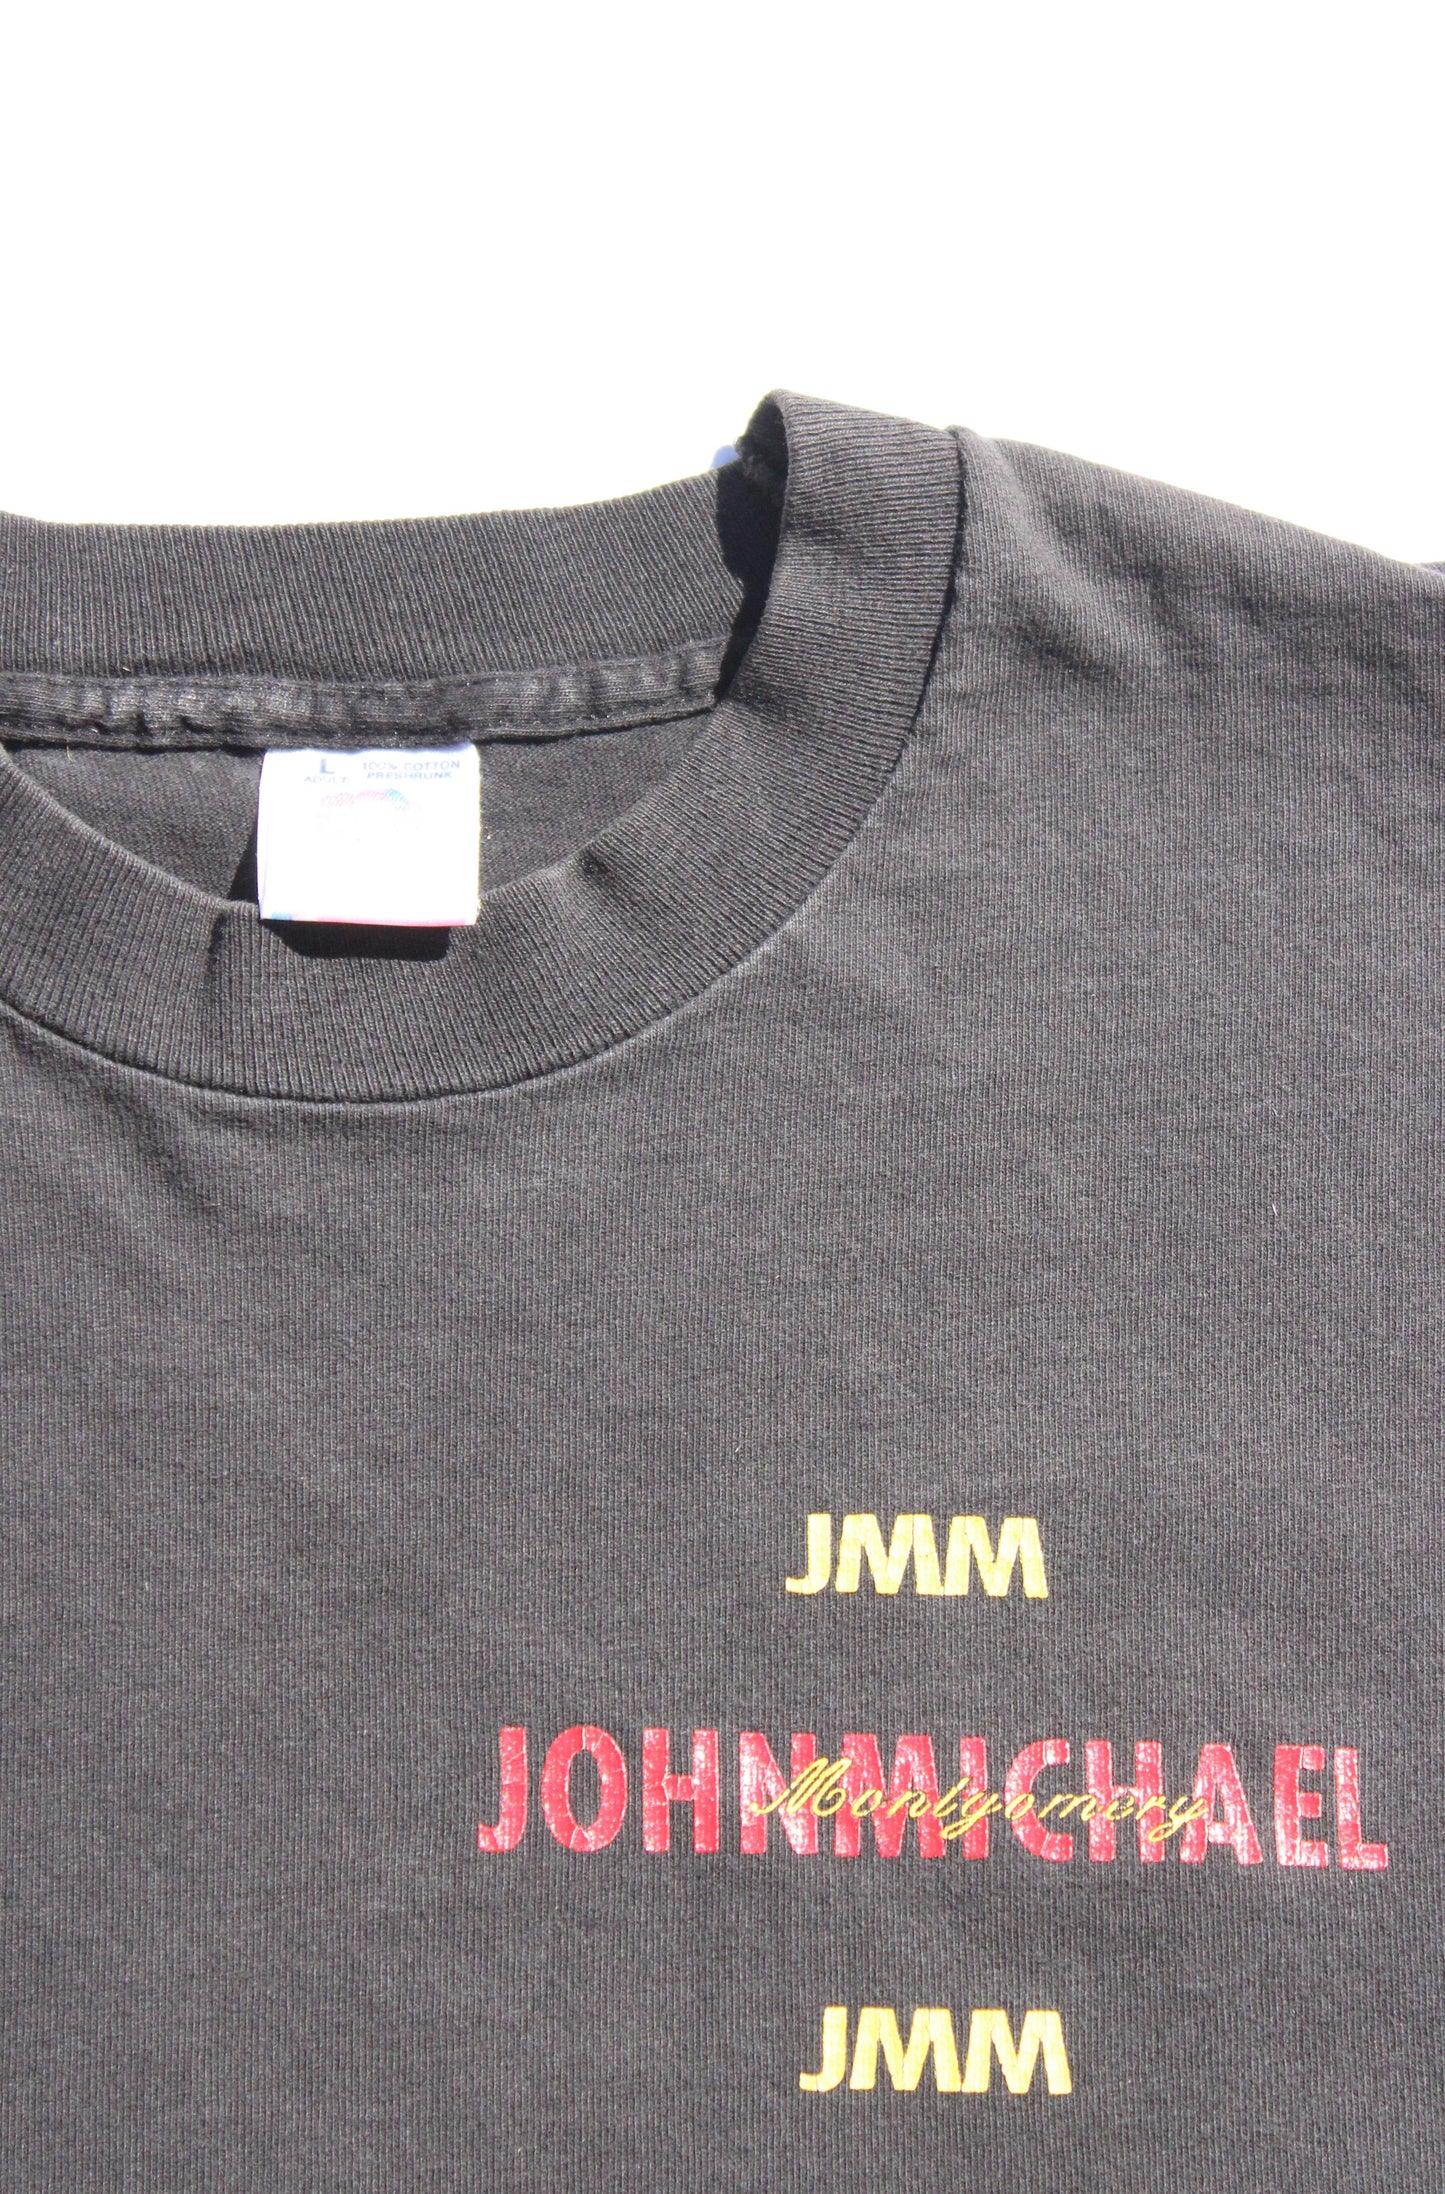 L 100% COTTON
ADULT PRESHRUNK
JMM
JOHNMICHAEL
Montgomery
JMM